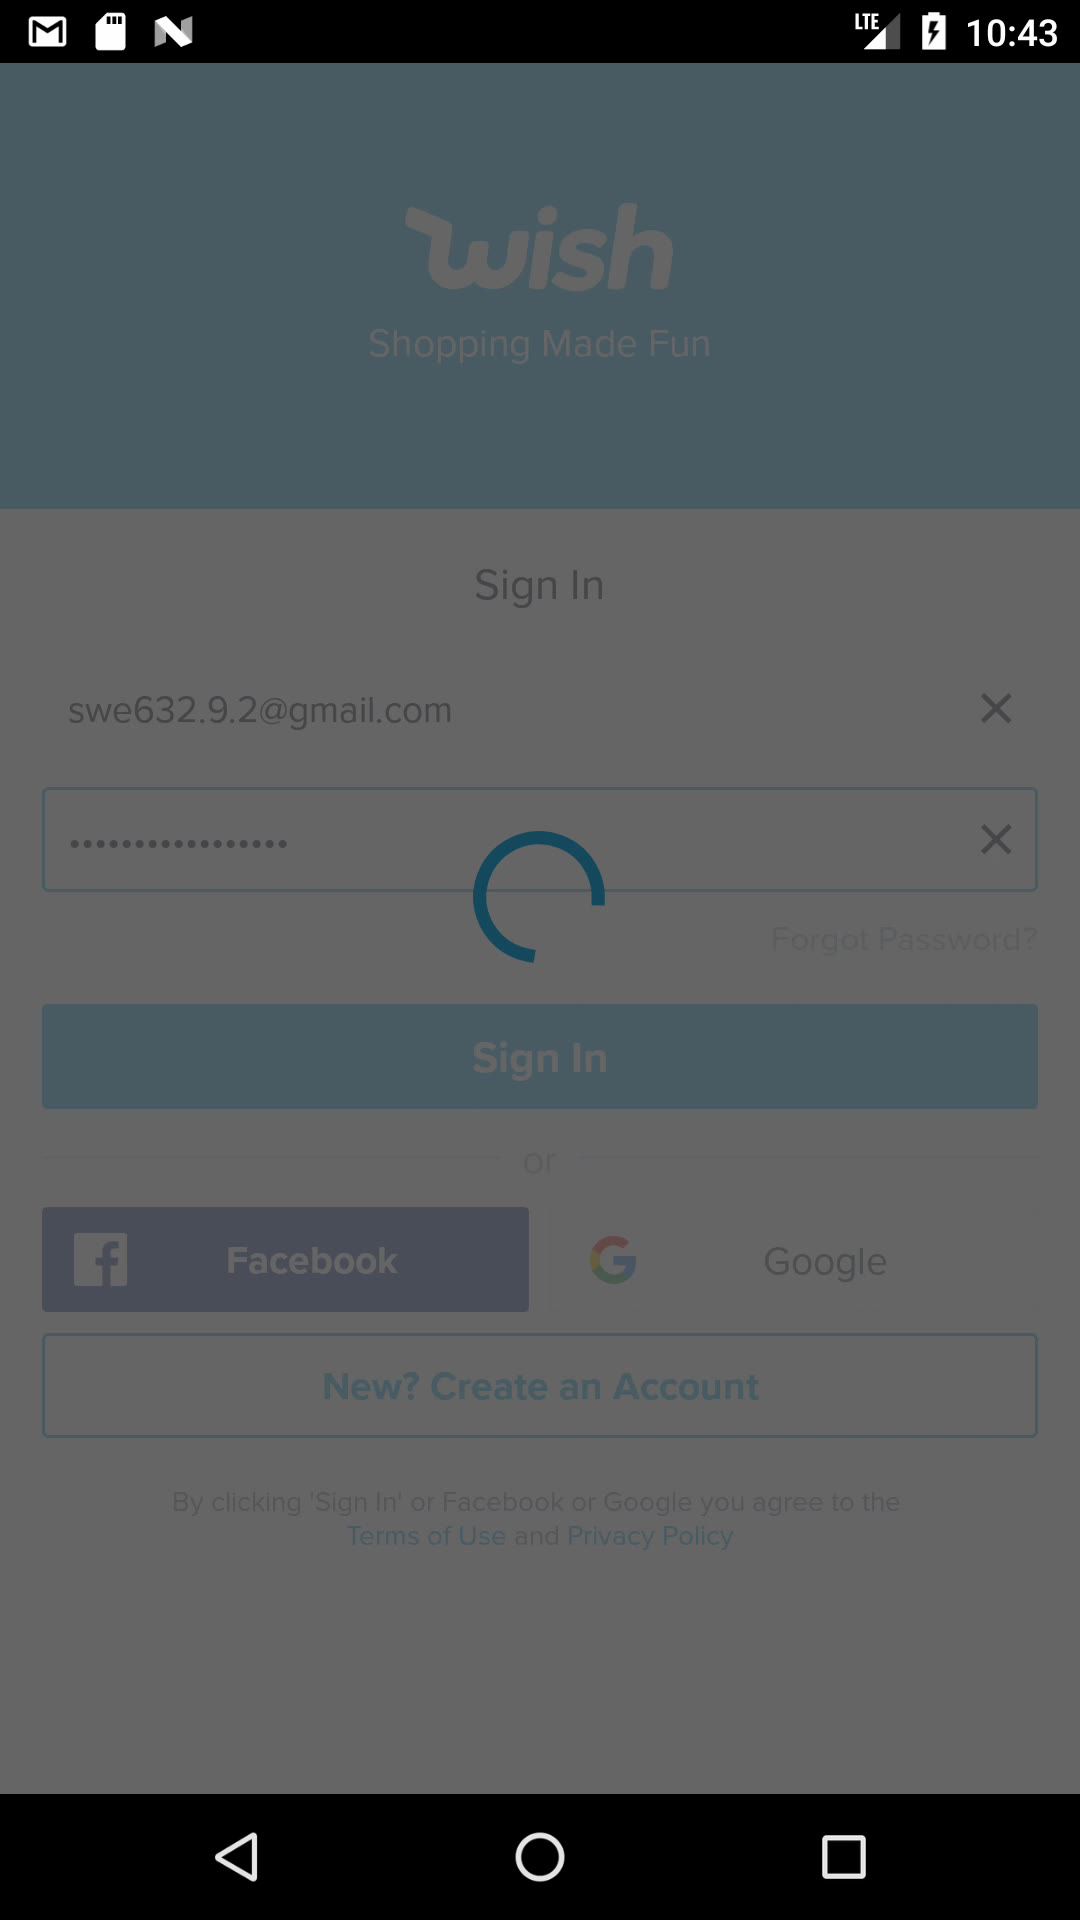 LTE 10:43
wish
Shopping Made Fun
Sign In
swe632.9.2@gmail.com
•••••••••••••••••
Forgot Password?
Sign In
or
Facebook
Google
New? Create an Account
By clicking 'Sign In' or Facebook or Google you agree to the
Terms of Use and Privacy Policy